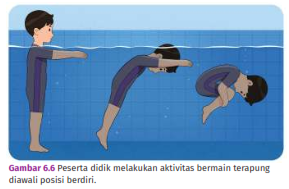 Gambar 6.6 Peserta didik melakukan aktivitas bermain terapung
diawali posisi berdiri.